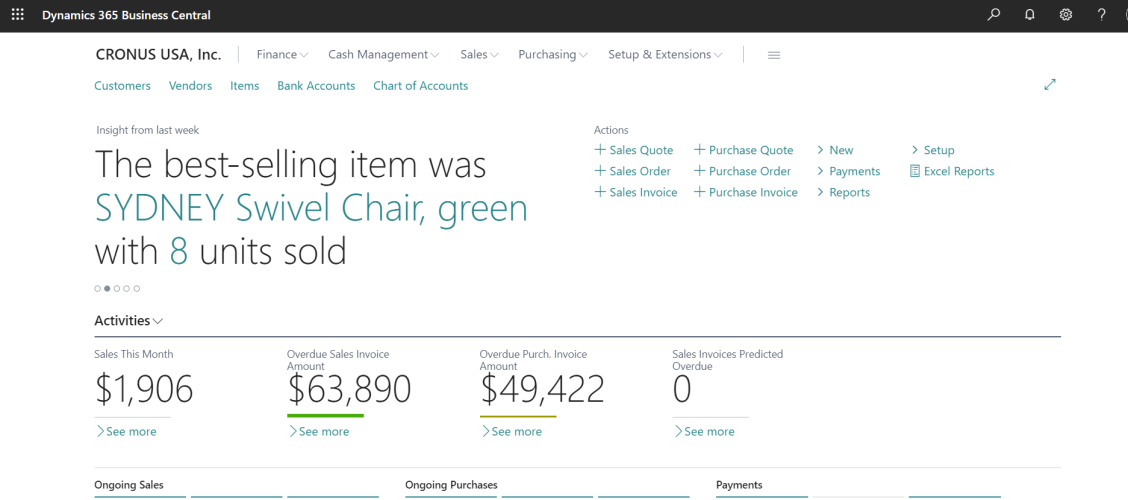 Dynamics 365 Business Central
CRONUS USA, Inc. Finance Cash Management Sales Purchasing Setup & Extensions
Customers Vendors Items Bank Accounts Chart of Accounts
Insight from last week
The best-selling item was
SYDNEY Swivel Chair, green
with 8 units sold
Actions
+ Sales Quote + Purchase Quote > New > Setup
+ Sales Order + Purchase Order > Payments Excel Reports
+ Sales Invoice + Purchase Invoice > Reports
Activities
Sales This Month
$1,906
>See more
Overdue Sales Invoice
Amount
$63,890
>See more
Overdue Purch. Invoice
Amount
$49,422
>See more
Sales Invoices Predicted
Overdue
0
>See more
Ongoing Sales Ongoing Purchases Payments